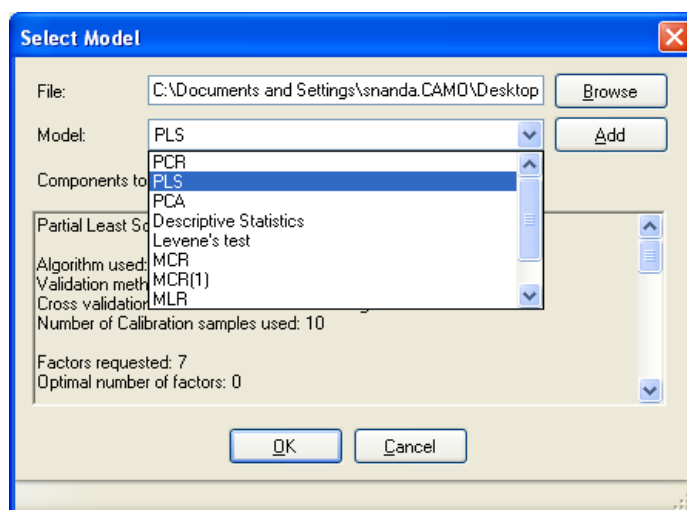 Select Model
File: C:\Documents and Settings\snanda.CAMO\Desktop Browse
Model: PLS Add
Components to
PCR
PLS
PCA
Descriptive Statistics
Levene's test
MCR
MCR(1)
MLR
Partial Least
Algorithm used:
Validation meth
Cross validation
Number of Calibration samples used: 10
Factors requested: 7
Optimal number of factors: 0
OK Cancel